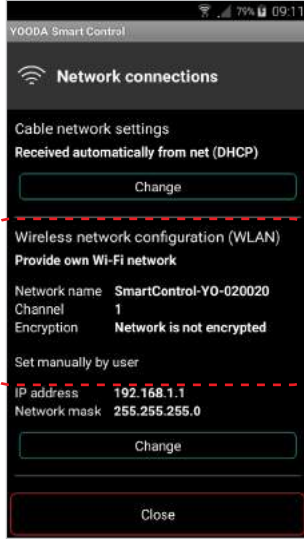 79% 09:11
YOODA Smart Control
Network connections
Cable network settings
Received automatically from net (DHCP)
Change
Wireless network configuration (WLAN)
Provide own Wi-Fi network
Network name SmartControl-YO-020020
Channel 1
Encryption Network is not encrypted
Set manually by user
IP address 192.168.1.1
Network mask 255.255.255.0
Change
Close